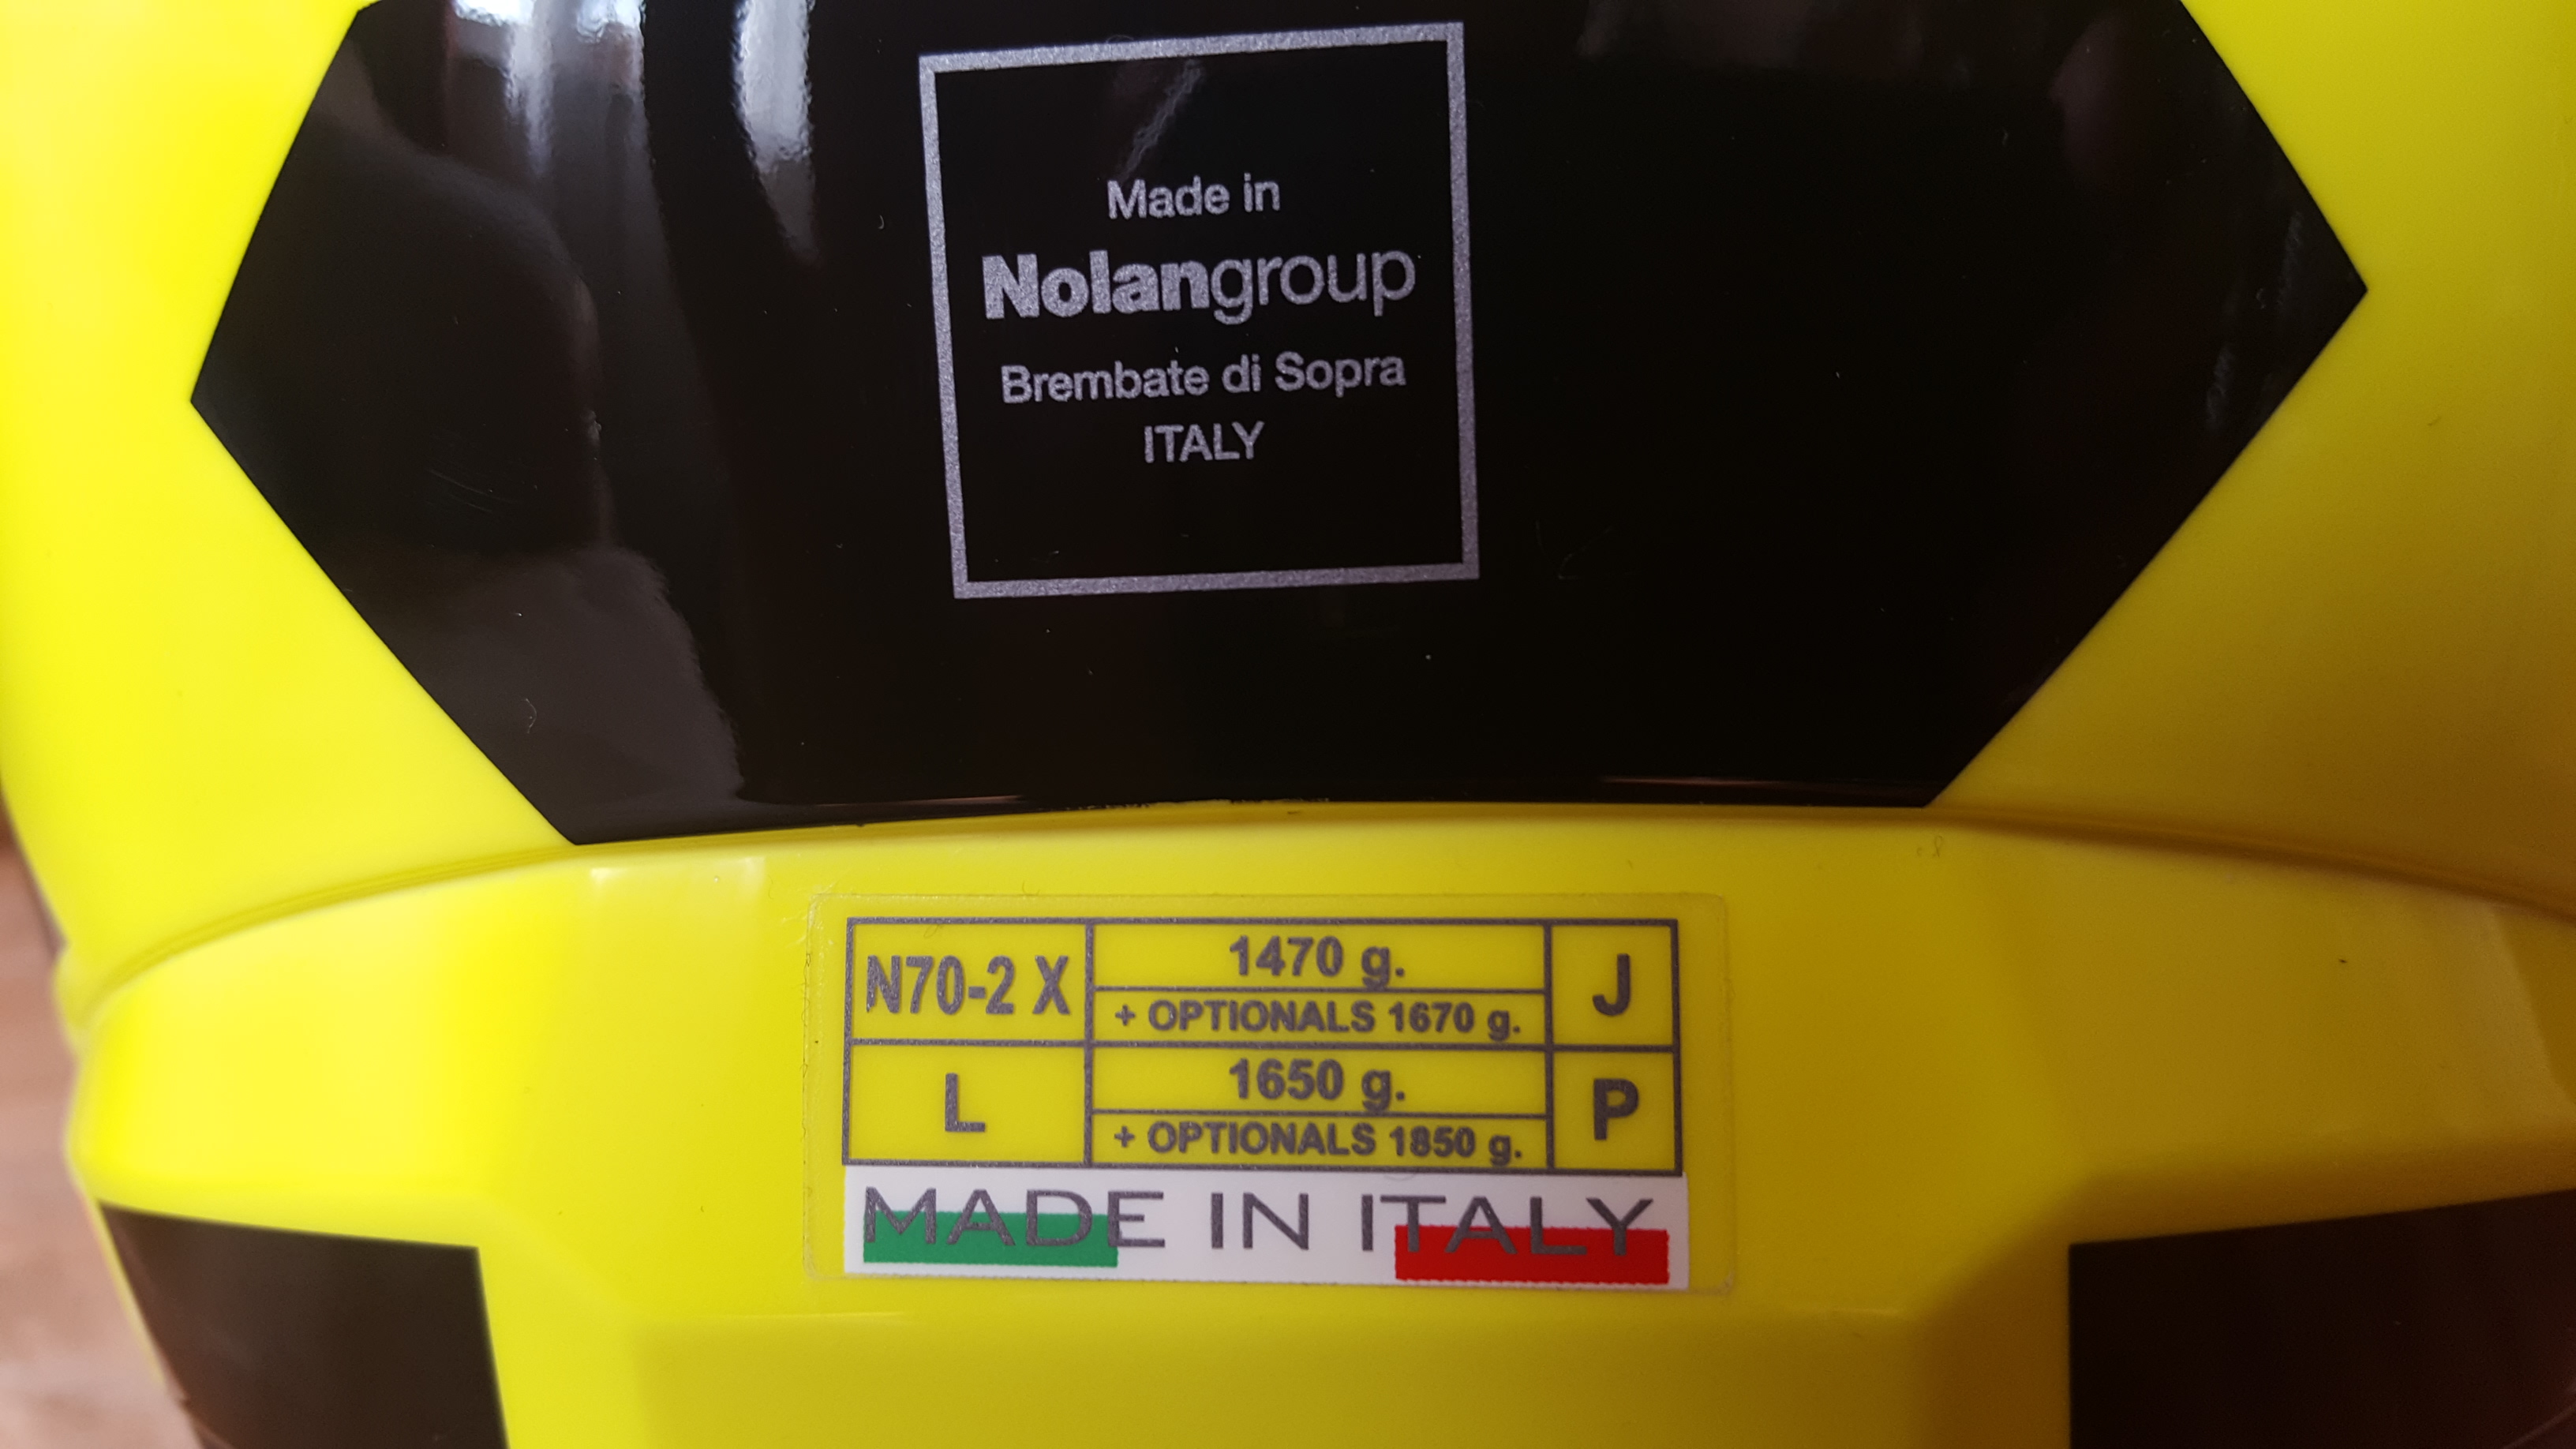 Made in
Nolangroup
Brembate di Sopra
ITALY
N70-2 X
1470 g.
+ OPTIONALS 1670 g.
J
L
1650 g.
+ OPTIONALS 1850 g.
P
MADE IN ITALY